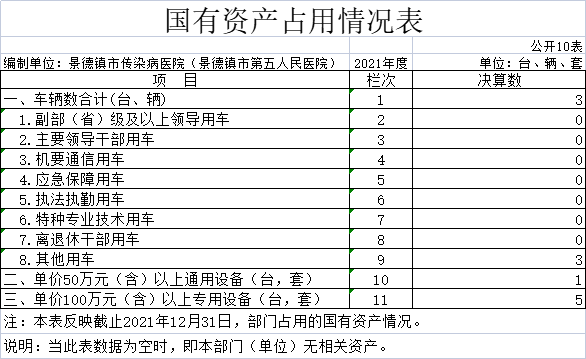 国有资产占用情况表
公开10表
编制单位：景德镇市传染病医院（景德镇市第五人民医院） 2021年度 单位：台、辆、套
项 目 栏次 决算数
一、车辆数合计(台、辆) 1 3
1.副部（省）级及以上领导用车 2 0
2.主要领导干部用车 3 0
3.机要通信用车 4 0
4.应急保障用车 5 0
5.执法执勤用车 6 0
6.特种专业技术用车 7 0
7.离退休干部用车 8 0
8.其他用车 9 3
二、单价50万元（含）以上通用设备（台，套） 10 1
三、单价100万元（含）以上专用设备（台，套） 11 5
注：本表反映截止2021年12月31日，部门占用的国有资产情况。
说明：当此表数据为空时，即本部门（单位）无相关资产。